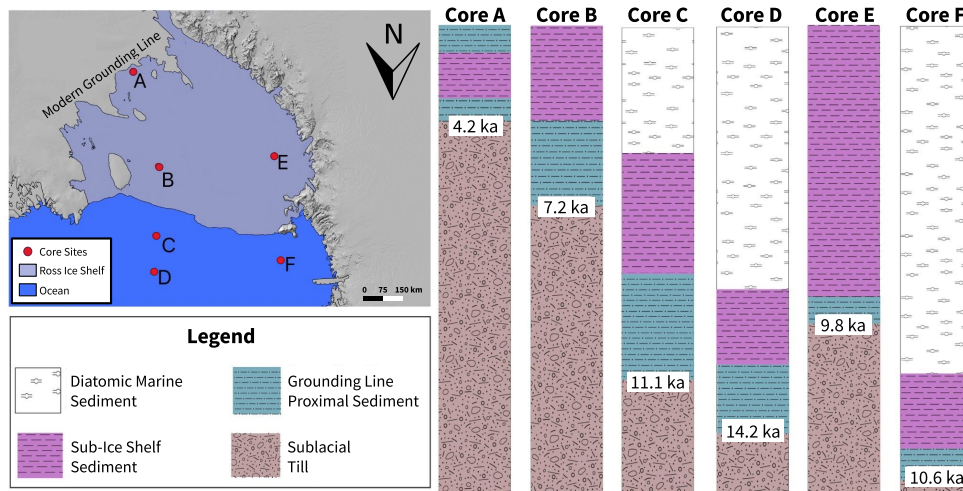 Core A
Core B
Core C
Core D
Core E
Core F
N
Modern Grounding Line
A
B
E
C
D
F
Core Sites
Ross Ice Shelf
Ocean
0 75 150 km
4.2 ka
7.2 ka
11.1 ka
14.2 ka
9.8 ka
10.6 ka
Legend
Diatomic Marine
Sediment
Grounding Line
Proximal Sediment
Sub-Ice Shelf
Sediment
Sublacial
Till